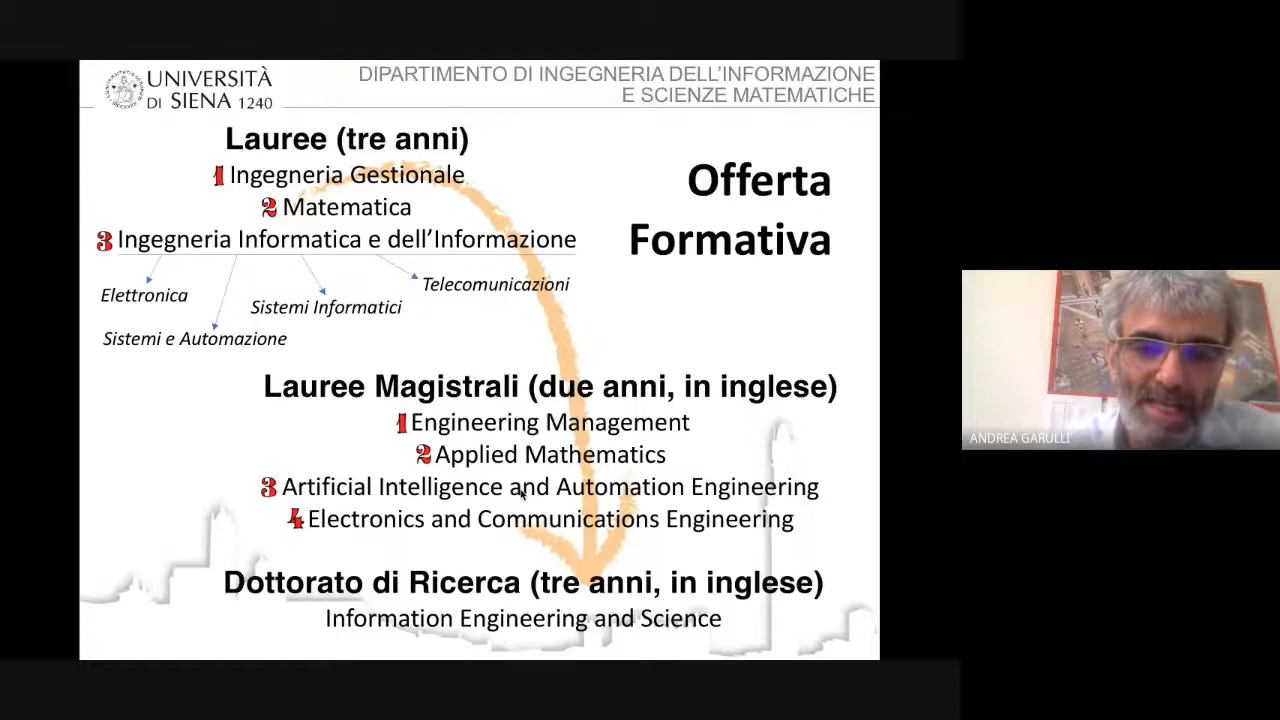 UNIVERSITÀ
DI SIENA 1240
DIPARTIMENTO DI INGEGNERIA DELL'INFORMAZIONE
E SCIENZE MATEMATICHE
Lauree (tre anni)
1 Ingegneria Gestionale
2 Matematica
3 Ingegneria Informatica e dell'Informazione
Offerta
Formativa
Elettronica
Sistemi e Automazione
Sistemi Informatici
Telecomunicazioni
Lauree Magistrali (due anni, in inglese)
1 Engineering Management
2 Applied Mathematics
3 Artificial Intelligence and Automation Engineering
4 Electronics and Communications Engineering
Dottorato di Ricerca (tre anni, in inglese)
Information Engineering and Science
ANDREA GARULLI